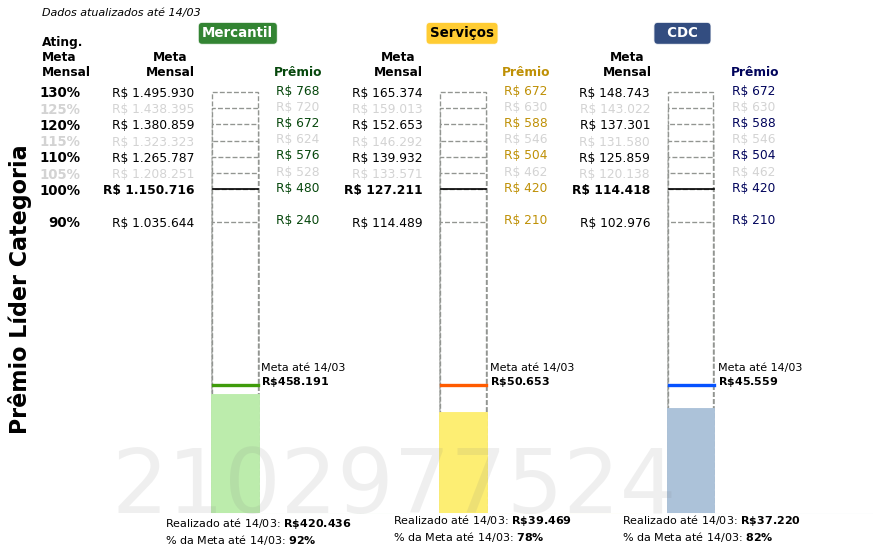 Dados atualizados até 14/03
Mercantil Serviços CDC
Ating. Meta Mensal Meta Mensal Prêmio Meta Mensal Prêmio Meta Mensal Prêmio
130% R$ 1.495.930 R$ 768 R$ 165.374 R$ 672 R$ 148.743 R$ 672
125% R$ 1.438.395 R$ 720 R$ 159.013 R$ 630 R$ 143.022 R$ 630
120% R$ 1.380.859 R$ 672 R$ 152.653 R$ 588 R$ 137.301 R$ 588
115% R$ 1.323.323 R$ 624 R$ 146.292 R$ 546 R$ 131.580 R$ 546
110% R$ 1.265.787 R$ 576 R$ 139.932 R$ 504 R$ 125.859 R$ 504
105% R$ 1.208.251 R$ 528 R$ 133.571 R$ 462 R$ 120.138 R$ 462
100% R$ 1.150.716 R$ 480 R$ 127.211 R$ 420 R$ 114.418 R$ 420
90% R$ 1.035.644 R$ 240 R$ 114.489 R$ 210 R$ 102.976 R$ 210
Prêmio Líder Categoria
Meta até 14/03 Meta até 14/03 Meta até 14/03
R$458.191 R$50.653 R$45.559
2102977524
Realizado até 14/03: R$420.436 Realizado até 14/03: R$39.469 Realizado até 14/03: R$37.220
% da Meta até 14/03: 92% % da Meta até 14/03: 78% % da Meta até 14/03: 82%